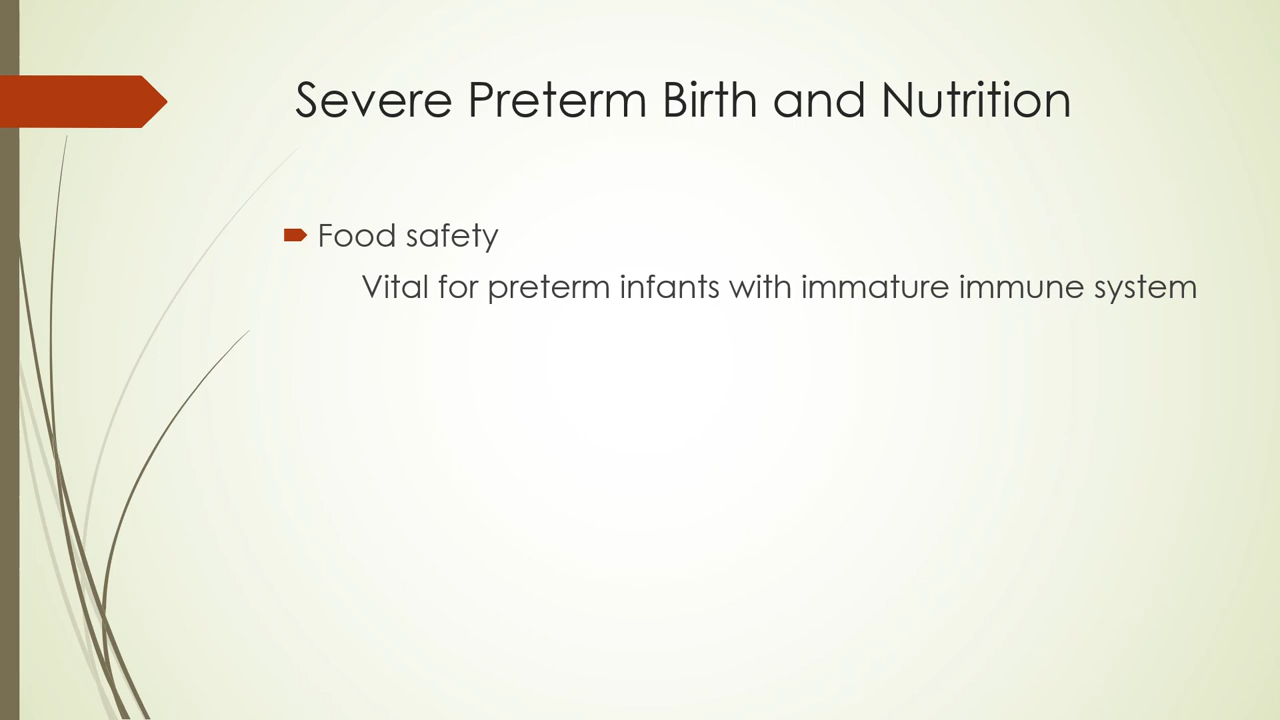 Severe Preterm Birth and Nutrition
Food safety
Vital for preterm infants with immature immune system